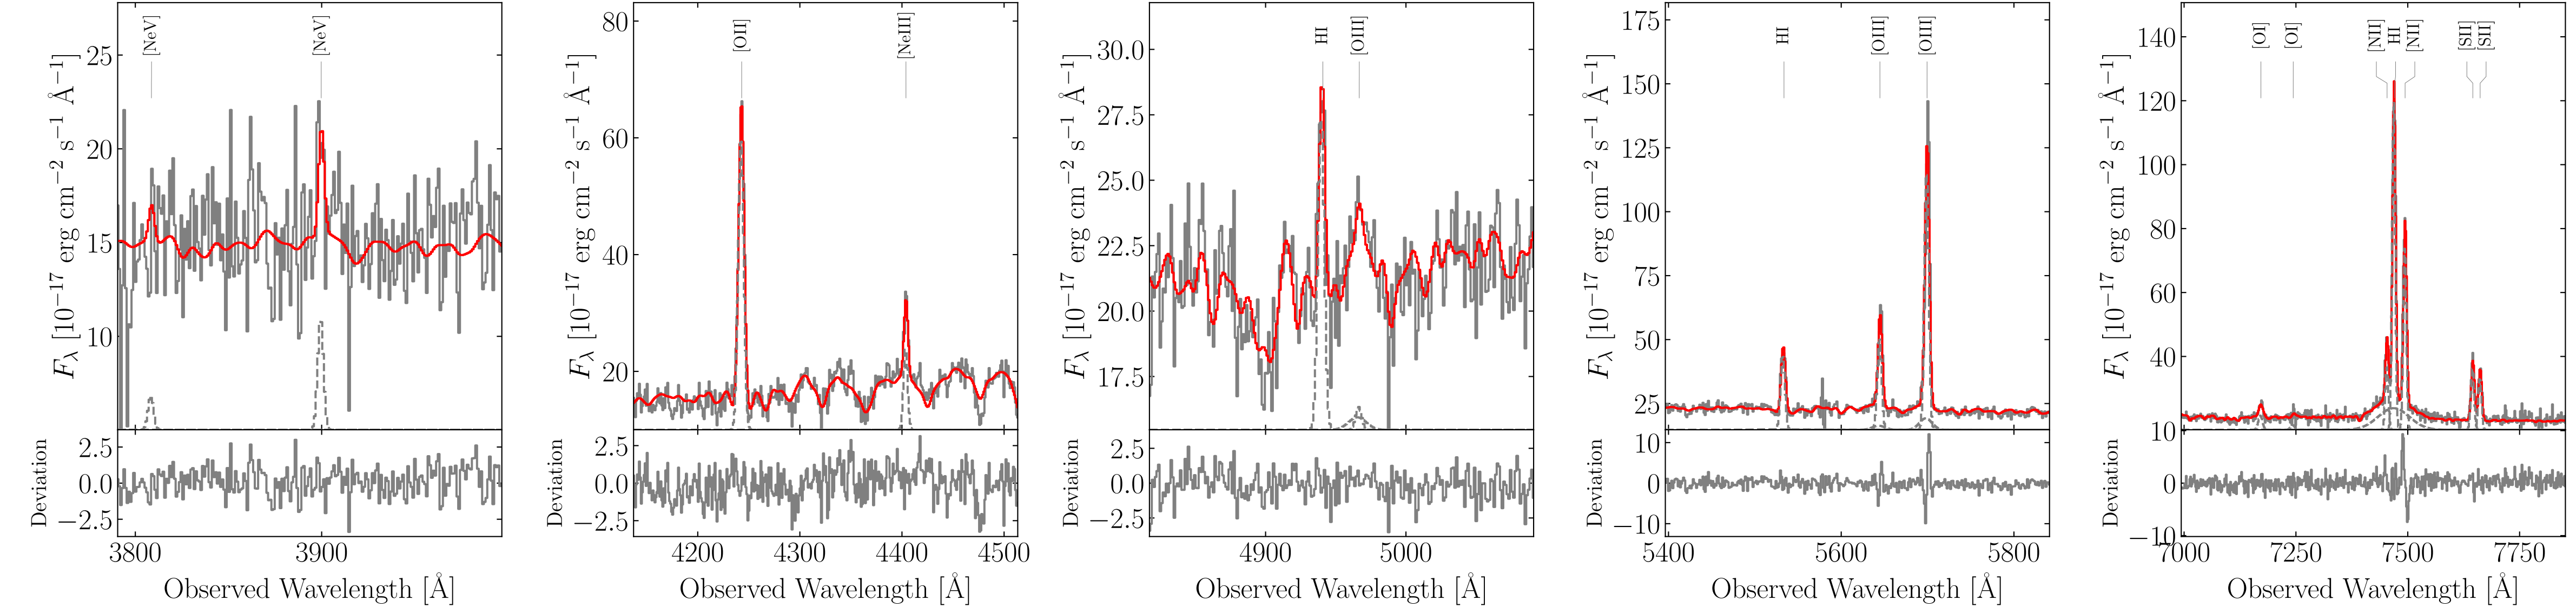 [NeV]
[NeV]
25
20
15
10
F_λ [10⁻¹⁷ erg cm⁻² s⁻¹ Å⁻¹]
2.5
0.0
−2.5
Deviation
3800
3900
Observed Wavelength [Å]
[OII]
[NeIII]
80
60
40
20
F_λ [10⁻¹⁷ erg cm⁻² s⁻¹ Å⁻¹]
2.5
0.0
−2.5
Deviation
4200
4300
4400
4500
Observed Wavelength [Å]
HI
[OIII]
30.0
27.5
25.0
22.5
20.0
17.5
F_λ [10⁻¹⁷ erg cm⁻² s⁻¹ Å⁻¹]
2.5
0.0
−2.5
Deviation
4900
5000
Observed Wavelength [Å]
HI
[OIII]
[OIII]
175
150
125
100
75
50
25
F_λ [10⁻¹⁷ erg cm⁻² s⁻¹ Å⁻¹]
10
0
−10
Deviation
5400
5600
5800
Observed Wavelength [Å]
[OI]
[OI]
[NII]
HI
[NII]
[SII]
[SII]
140
120
100
80
60
40
F_λ [10⁻¹⁷ erg cm⁻² s⁻¹ Å⁻¹]
10
0
−10
Deviation
7000
7250
7500
7750
Observed Wavelength [Å]